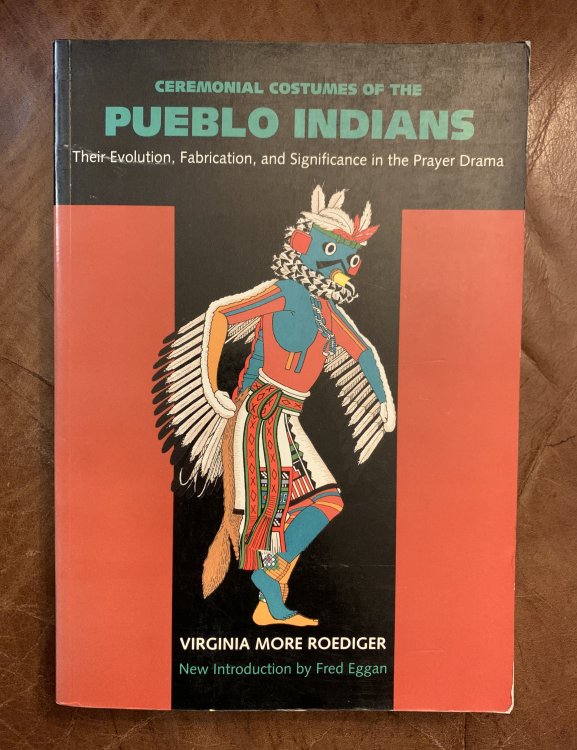 CEREMONIAL COSTUMES OF THE
PUEBLO INDIANS
Their Evolution, Fabrication, and Significance in the Prayer Drama
VIRGINIA MORE ROEDIGER
New Introduction by Fred Eggan